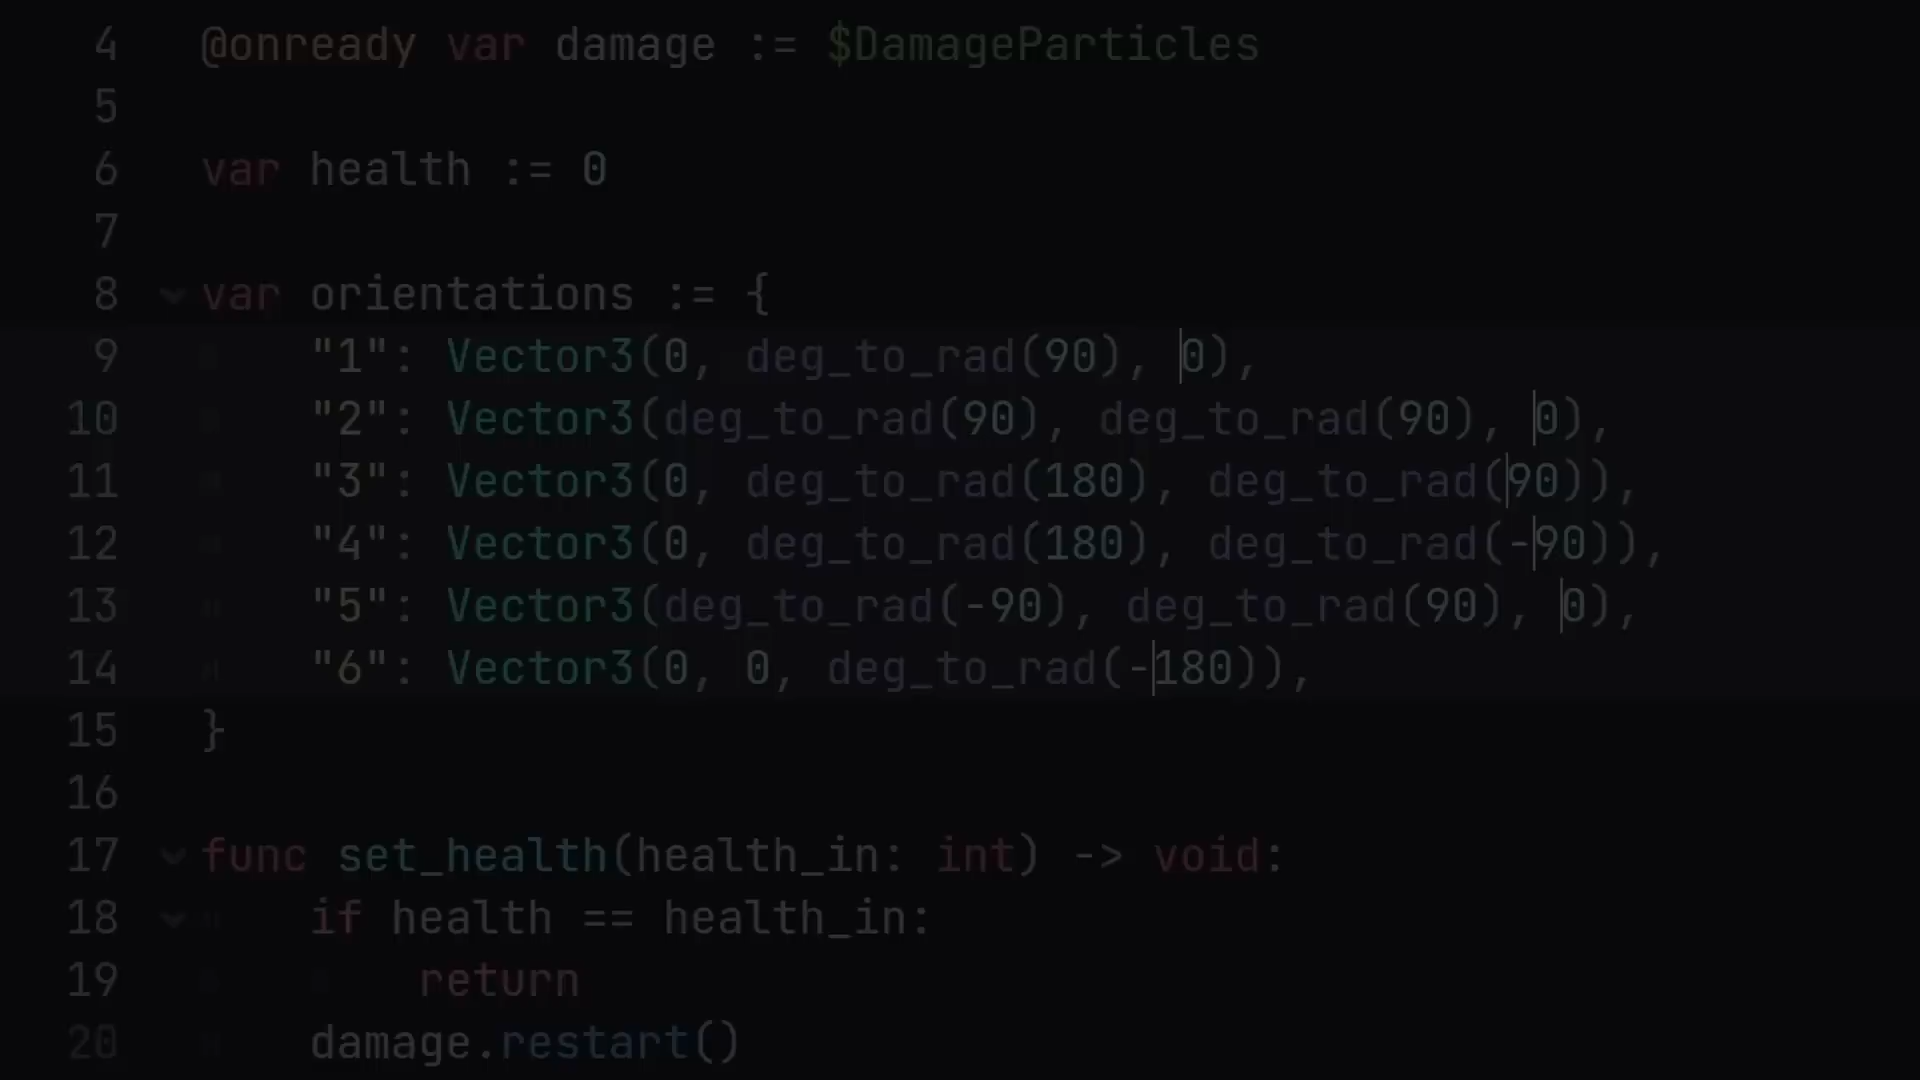 4 @onready var damage := $DamageParticles
5
6 var health := 0
7
8 var orientations := {
9 "1": Vector3(0, deg_to_rad(90), 0),
10 "2": Vector3(deg_to_rad(90), deg_to_rad(90), 0),
11 "3": Vector3(0, deg_to_rad(180), deg_to_rad(90)),
12 "4": Vector3(0, deg_to_rad(180), deg_to_rad(-90)),
13 "5": Vector3(deg_to_rad(-90), deg_to_rad(90), 0),
14 "6": Vector3(0, 0, deg_to_rad(-180)),
15 }
16
17 func set_health(health_in: int) -> void:
18 if health == health_in:
19 return
20 damage.restart()